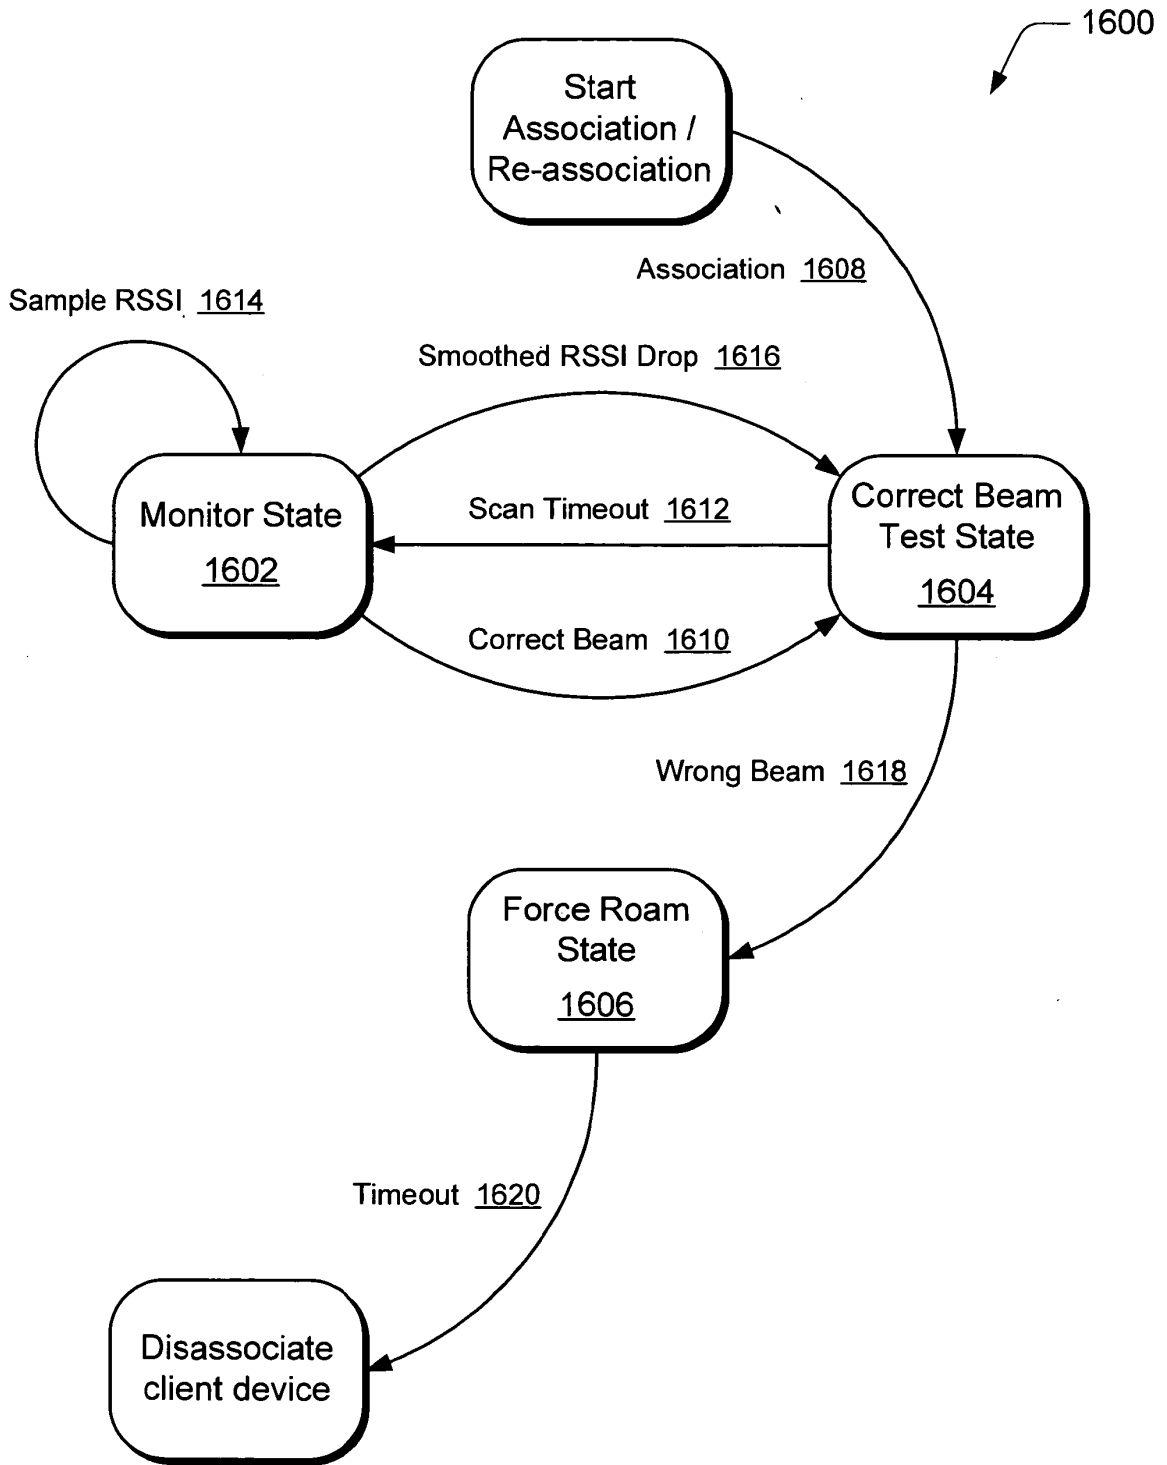 1600
Start
Association /
Re-association
Association 1608
Sample RSSI 1614
Smoothed RSSI Drop 1616
Monitor State
1602
Scan Timeout 1612
Correct Beam
Test State
1604
Correct Beam 1610
Wrong Beam 1618
Force Roam
State
1606
Timeout 1620
Disassociate
client device